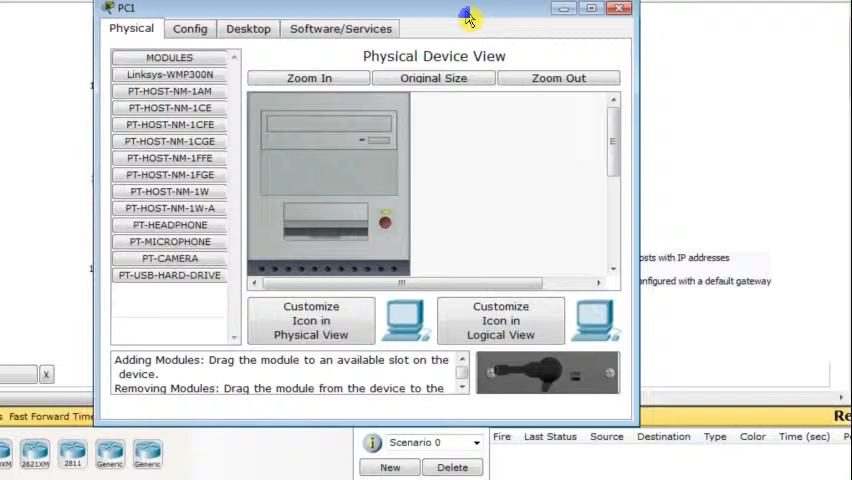 PC1
Physical Config Desktop Software/Services
MODULES
Linksys-WMP300N
PT-HOST-NM-1AM
PT-HOST-NM-1CE
PT-HOST-NM-1CFE
PT-HOST-NM-1CGE
PT-HOST-NM-1FFE
PT-HOST-NM-1FGE
PT-HOST-NM-1W
PT-HOST-NM-1W-A
PT-HEADPHONE
PT-MICROPHONE
PT-CAMERA
PT-USB-HARD-DRIVE
Physical Device View
Zoom In Original Size Zoom Out
Customize
Icon in
Physical View
Customize
Icon in
Logical View
Adding Modules: Drag the module to an available slot on the
device.
Removing Modules: Drag the module from the device to the
osts with IP addresses
nfigured with a default gateway
X
s Fast Forward Time
Re
0XM 2621XM 2811 Generic Generic
i Scenario 0
New Delete
Fire Last Status Source Destination Type Color Time (sec) P